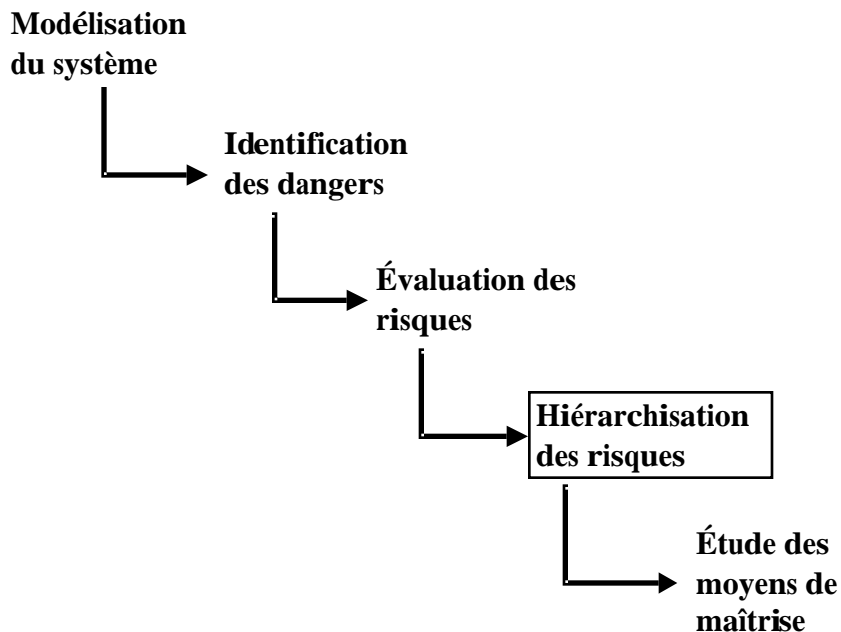 Modélisation
du système
Identification
des dangers
Évaluation des
risques
Hiérarchisation
des risques
Étude des
moyens de
maîtrise